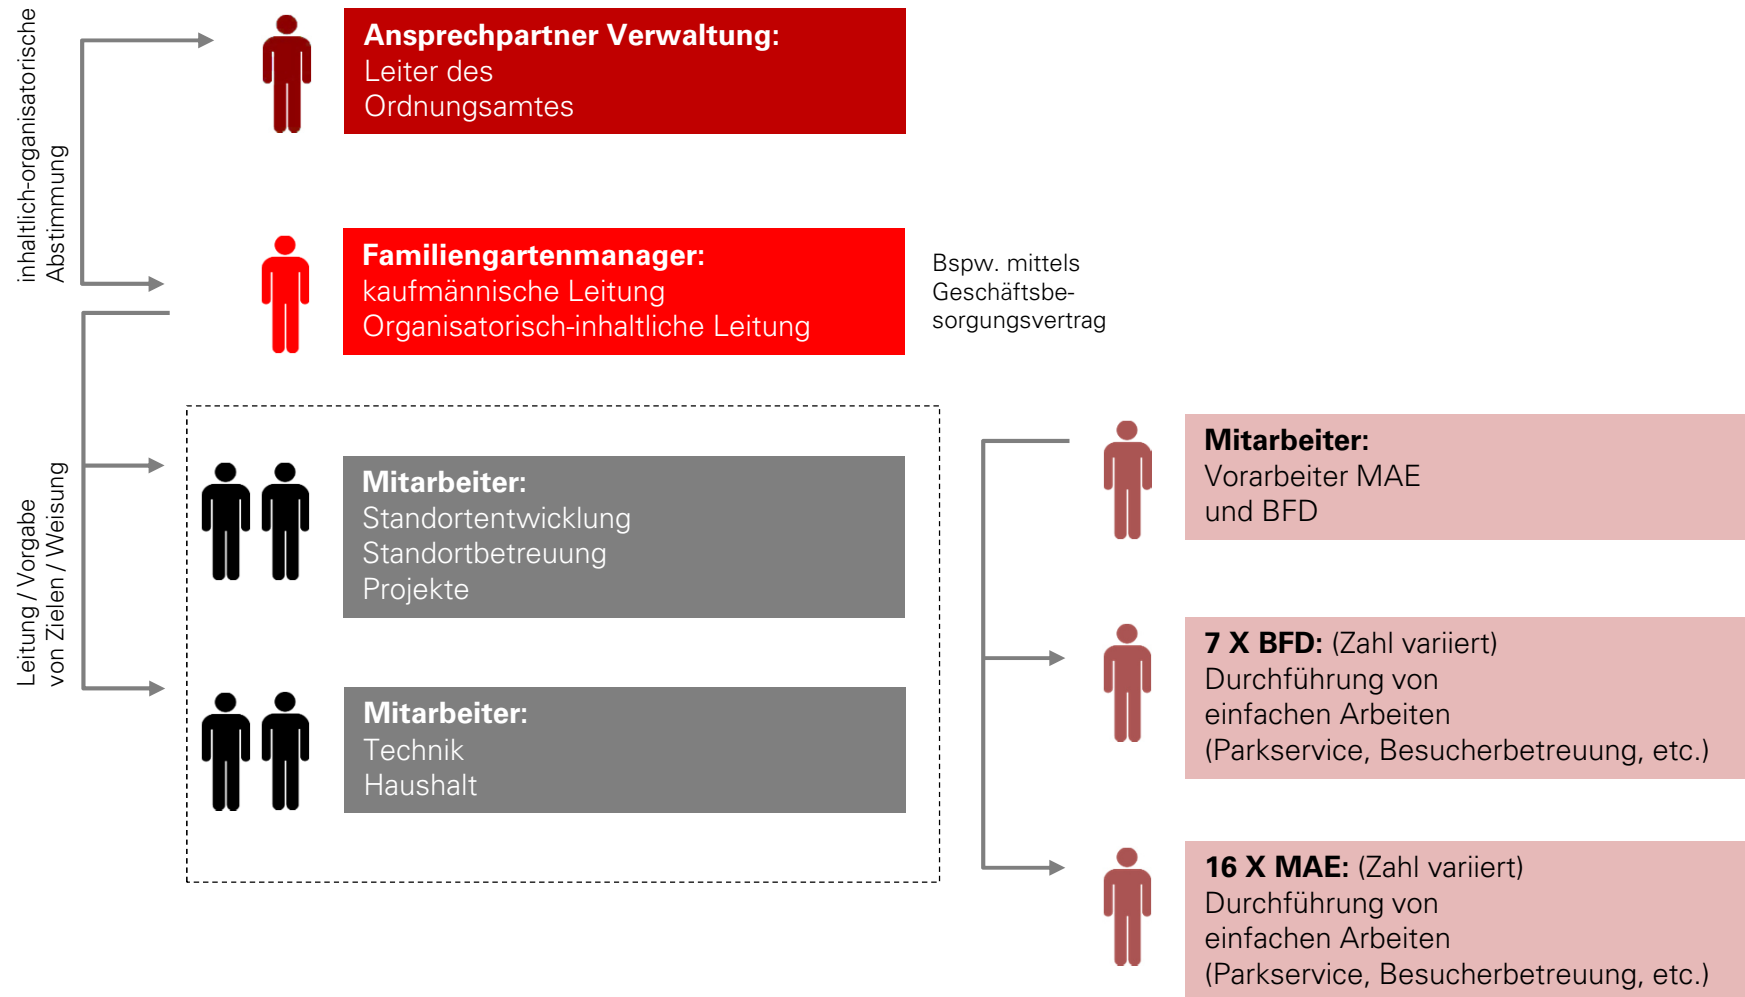 inhaltlich-organisatorische
Abstimmung
Ansprechpartner Verwaltung:
Leiter des
Ordnungsamtes
Familiengartenmanager:
kaufmännische Leitung
Organisatorisch-inhaltliche Leitung
Bspw. mittels
Geschäftsbe-
sorgungsvertrag
Leitung / Vorgabe
von Zielen / Weisung
Mitarbeiter:
Standortentwicklung
Standortbetreuung
Projekte
Mitarbeiter:
Technik
Haushalt
Mitarbeiter:
Vorarbeiter MAE
und BFD
7 X BFD: (Zahl variiert)
Durchführung von
einfachen Arbeiten
(Parkservice, Besucherbetreuung, etc.)
16 X MAE: (Zahl variiert)
Durchführung von
einfachen Arbeiten
(Parkservice, Besucherbetreuung, etc.)